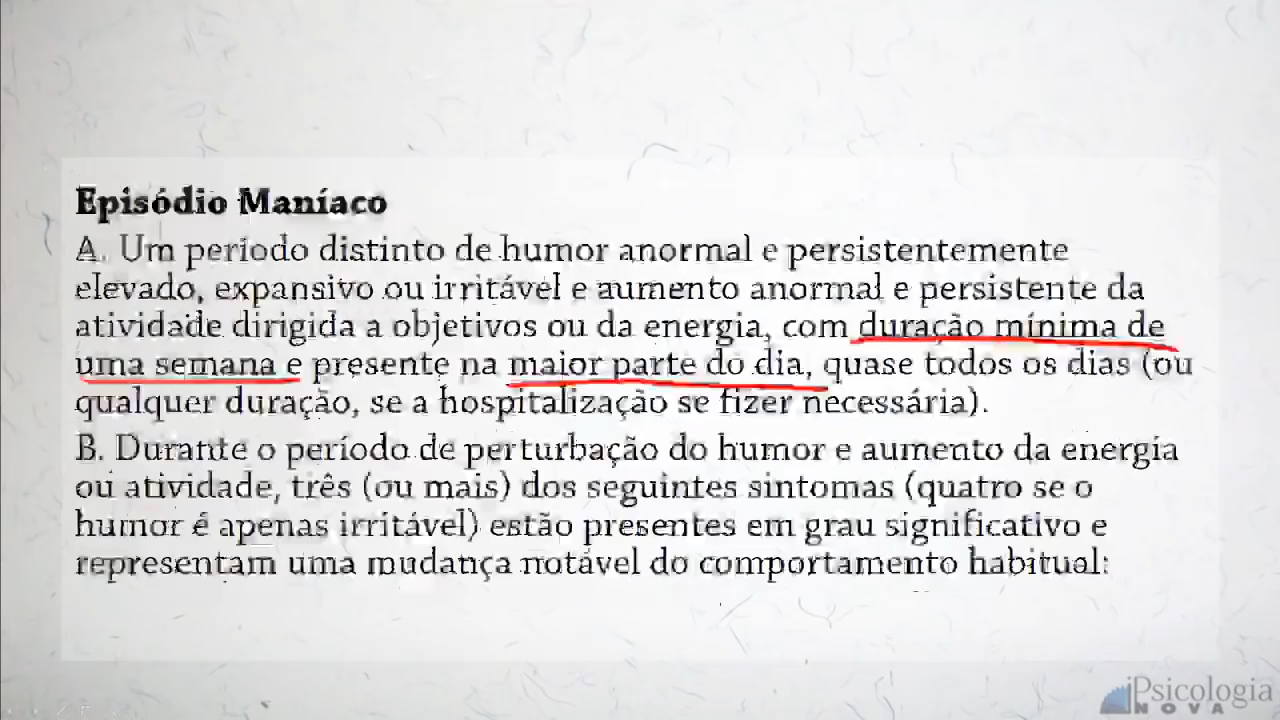 Episódio Maníaco
A. Um período distinto de humor anormal e persistentemente
elevado, expansivo ou irritável e aumento anormal e persistente da
atividade dirigida a objetivos ou da energia, com duração mínima de
uma semana e presente na maior parte do dia, quase todos os dias (ou
qualquer duração, se a hospitalização se fizer necessária).
B. Durante o período de perturbação do humor e aumento da energia
ou atividade, três (ou mais) dos seguintes sintomas (quatro se o
humor é apenas irritável) estão presentes em grau significativo e
representam uma mudança notável do comportamento habitual:
Psicologia
NOVA